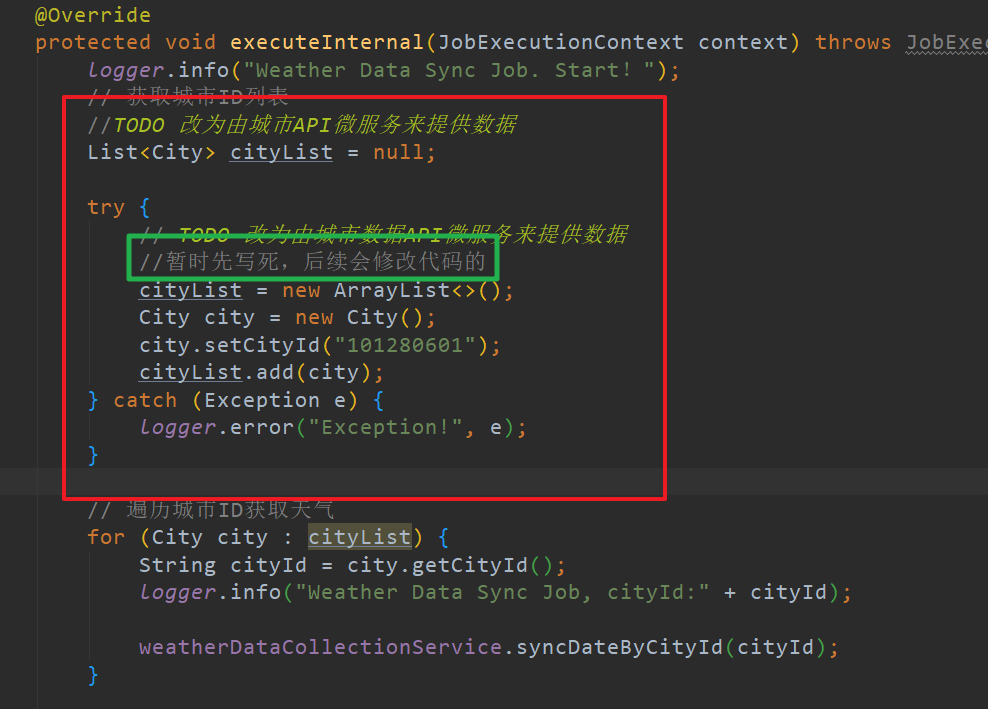 @Override
protected void executeInternal(JobExecutionContext context) throws JobExec
logger.info("Weather Data Sync Job. Start！");
// 获取城市ID列表
//TODO 改为由城市API微服务来提供数据
List<City> cityList = null;
try {
// TODO 改为由城市数据API微服务来提供数据
//暂时先写死，后续会修改代码的
cityList = new ArrayList<>();
City city = new City();
city.setCityId("101280601");
cityList.add(city);
} catch (Exception e) {
logger.error("Exception!", e);
}
// 遍历城市ID获取天气
for (City city : cityList) {
String cityId = city.getCityId();
logger.info("Weather Data Sync Job, cityId:" + cityId);
weatherDataCollectionService.syncDateByCityId(cityId);
}